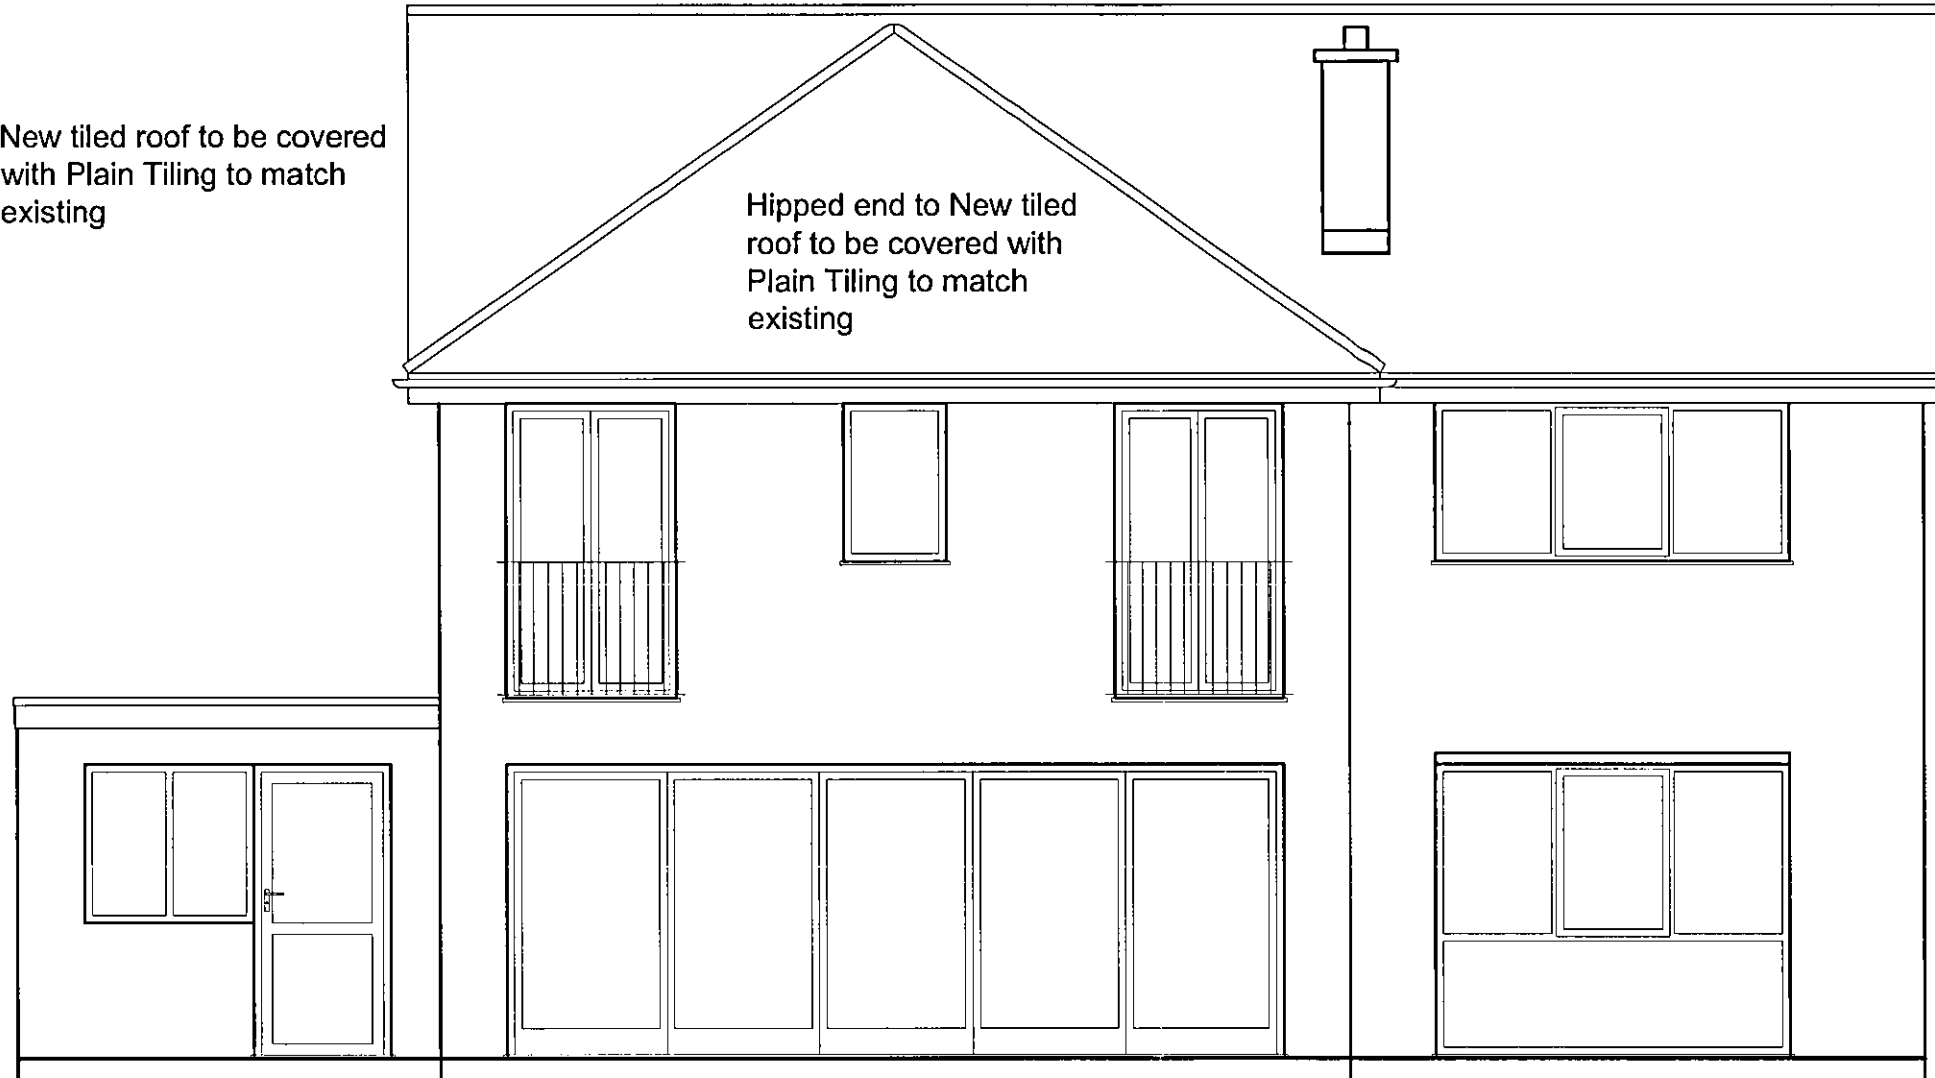 New tiled roof to be covered
with Plain Tiling to match
existing
Hipped end to New tiled
roof to be covered with
Plain Tiling to match
existing